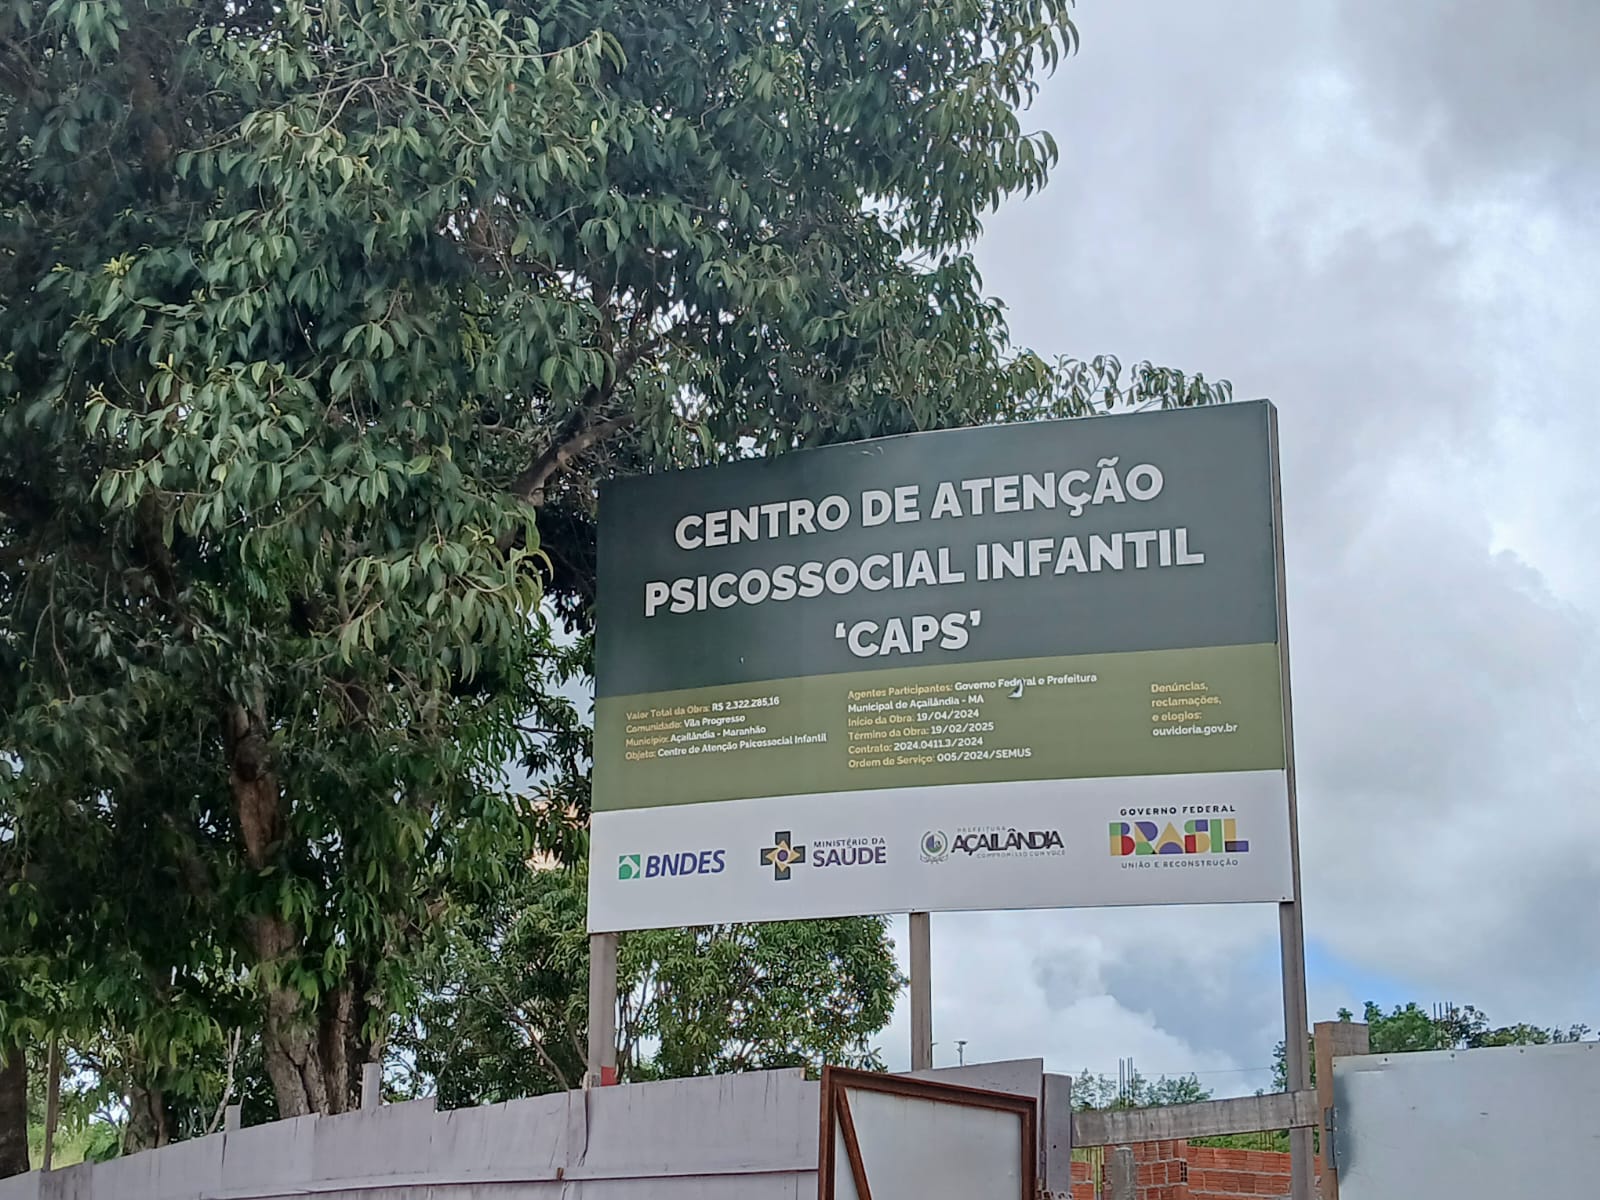 CENTRO DE ATENÇÃO
PSICOSSOCIAL INFANTIL
‘CAPS’
Valor Total da Obra: R$ 2.322.285,16
Comunidade: Vila Progresso
Município: Açailândia - Maranhão
Objeto: Centro de Atenção Psicossocial Infantil
Agentes Participantes: Governo Federal e Prefeitura
Municipal de Açailândia - MA
Início da Obra: 19/04/2024
Término da Obra: 19/02/2025
Contrato: 2024.0411.3/2024
Ordem de Serviço: 005/2024/SEMUS
Denúncias,
reclamações,
e elogios:
ouvidoria.gov.br
BNDES
MINISTÉRIO DA
SAÚDE
PREFEITURA
AÇAILÂNDIA
COMPROMISSO COM VOCÊ
GOVERNO FEDERAL
BRASIL
UNIÃO E RECONSTRUÇÃO